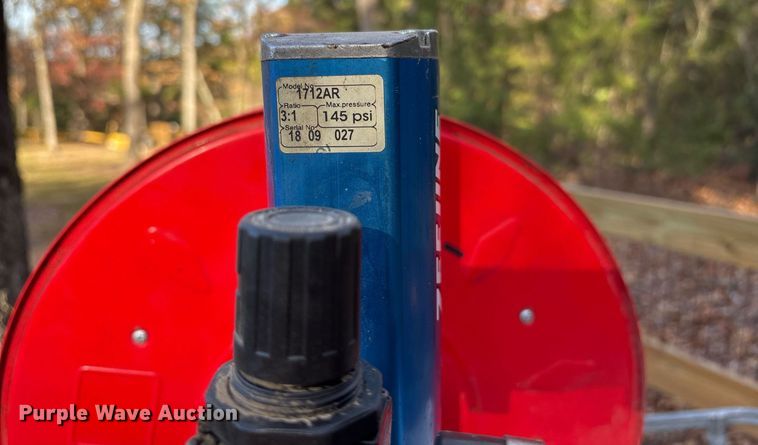 Model No.
1712AR
Ratio Max.pressure
3:1 145 psi
Serial No.
18 09 027
Purple Wave Auction